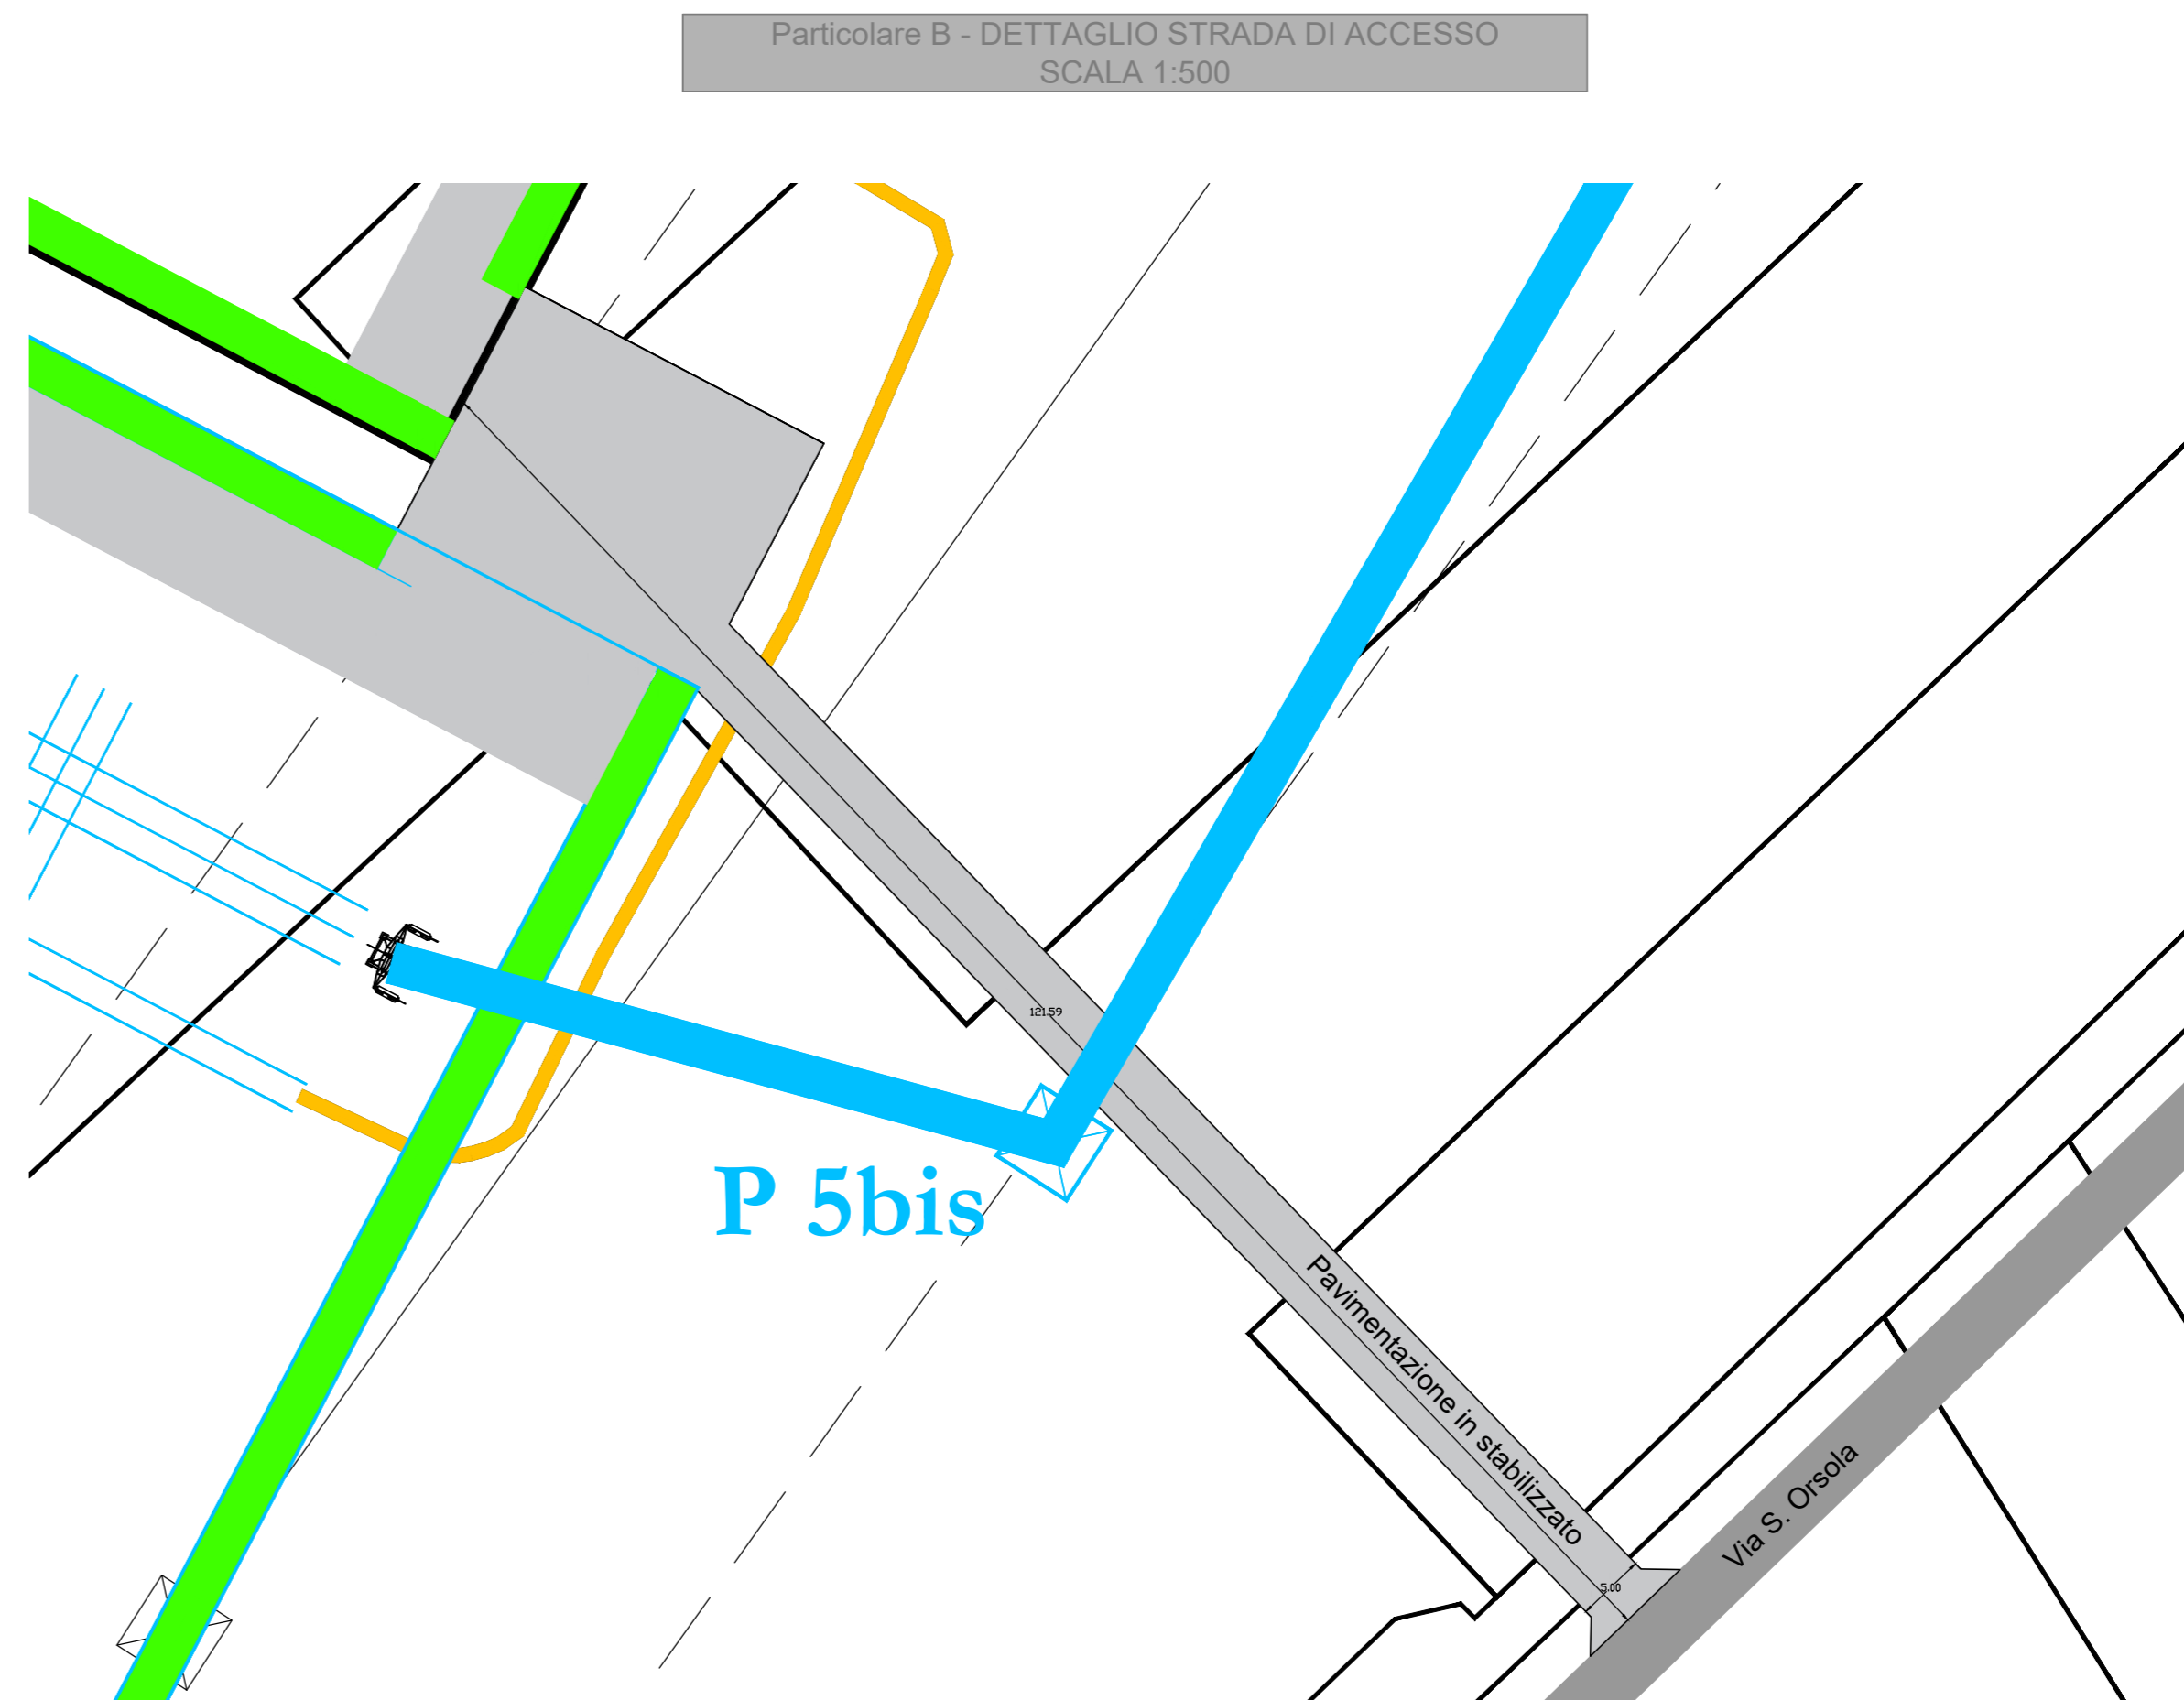 Particolare B - DETTAGLIO STRADA DI ACCESSO
SCALA 1:500
121.59
P 5bis
Pavimentazione in stabilizzato
Via S. Orsola
5.00